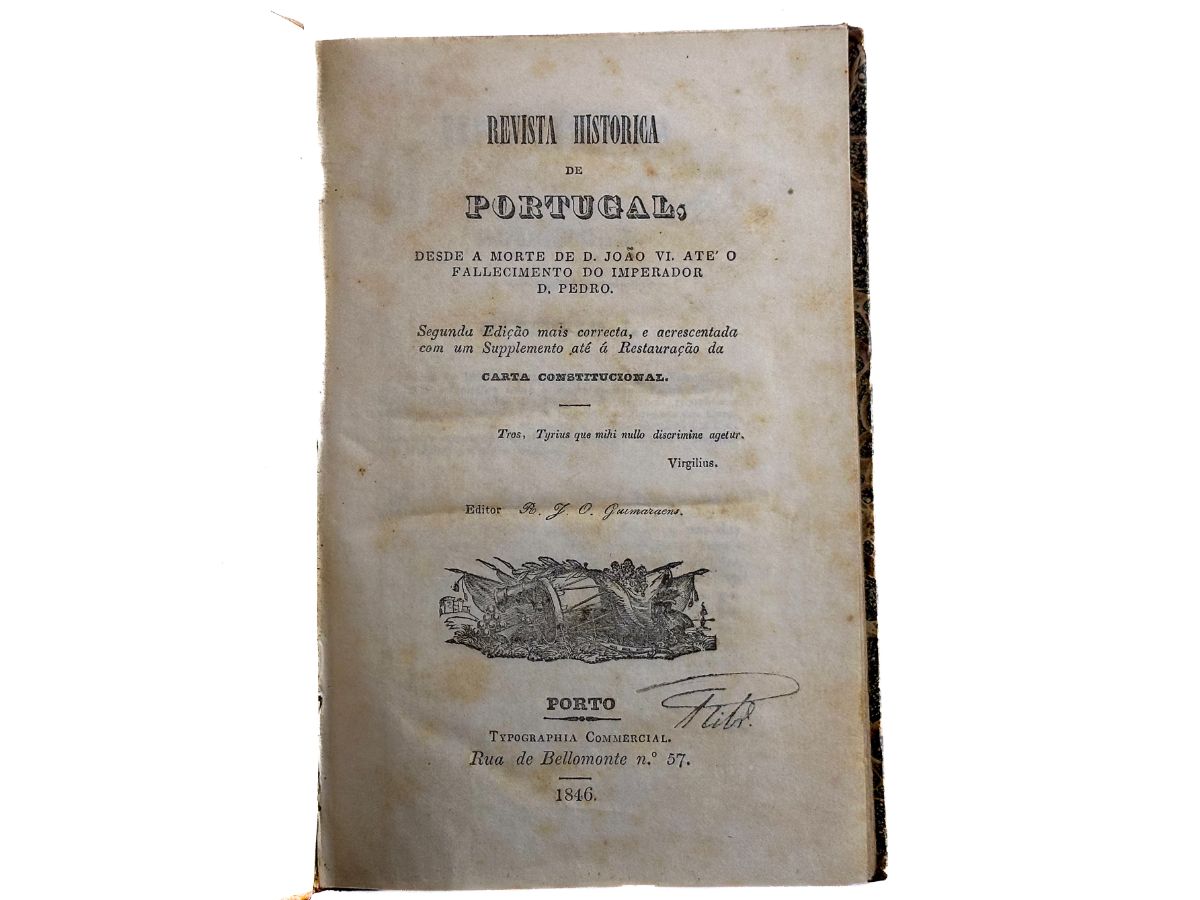 REVISTA HISTORICA
DE
PORTUGAL,
DESDE A MORTE DE D. JOÃO VI. ATE' O
FALLECIMENTO DO IMPERADOR
D. PEDRO.
Segunda Edição mais correcta, e acrescentada
com um Supplemento até á Restauração da
CARTA CONSTITUCIONAL.
Tros, Tyrius que mihi nullo discrimine agetur.
Virgilius.
Editor R. J. O. Guimaraens.
PORTO
TYPOGRAPHIA COMMERCIAL.
Rua de Bellomonte n.º 57.
1846.